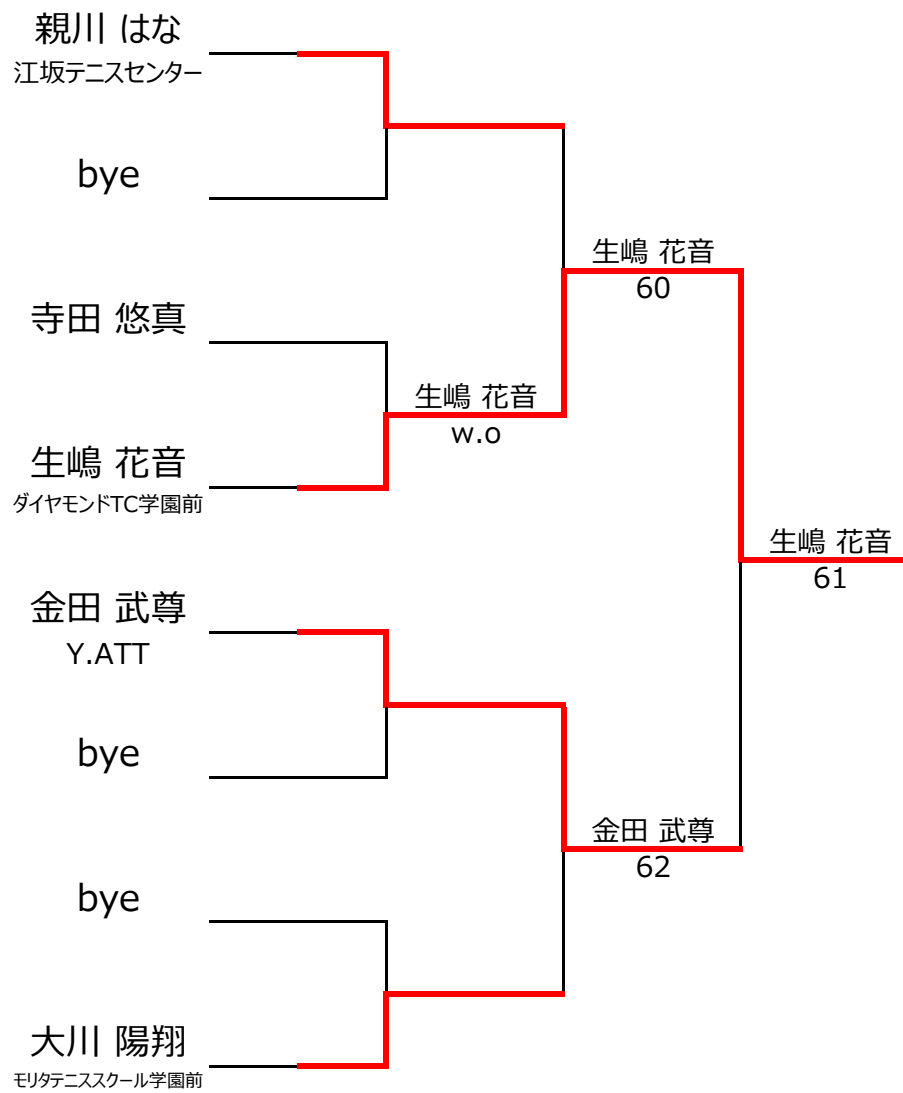 親川 はな
江坂テニスセンター
bye
寺田 悠真
生嶋 花音
ダイヤモンドTC学園前
金田 武尊
Y.ATT
bye
bye
大川 陽翔
モリタテニススクール学園前
生嶋 花音
w.o
生嶋 花音
60
金田 武尊
62
生嶋 花音
61